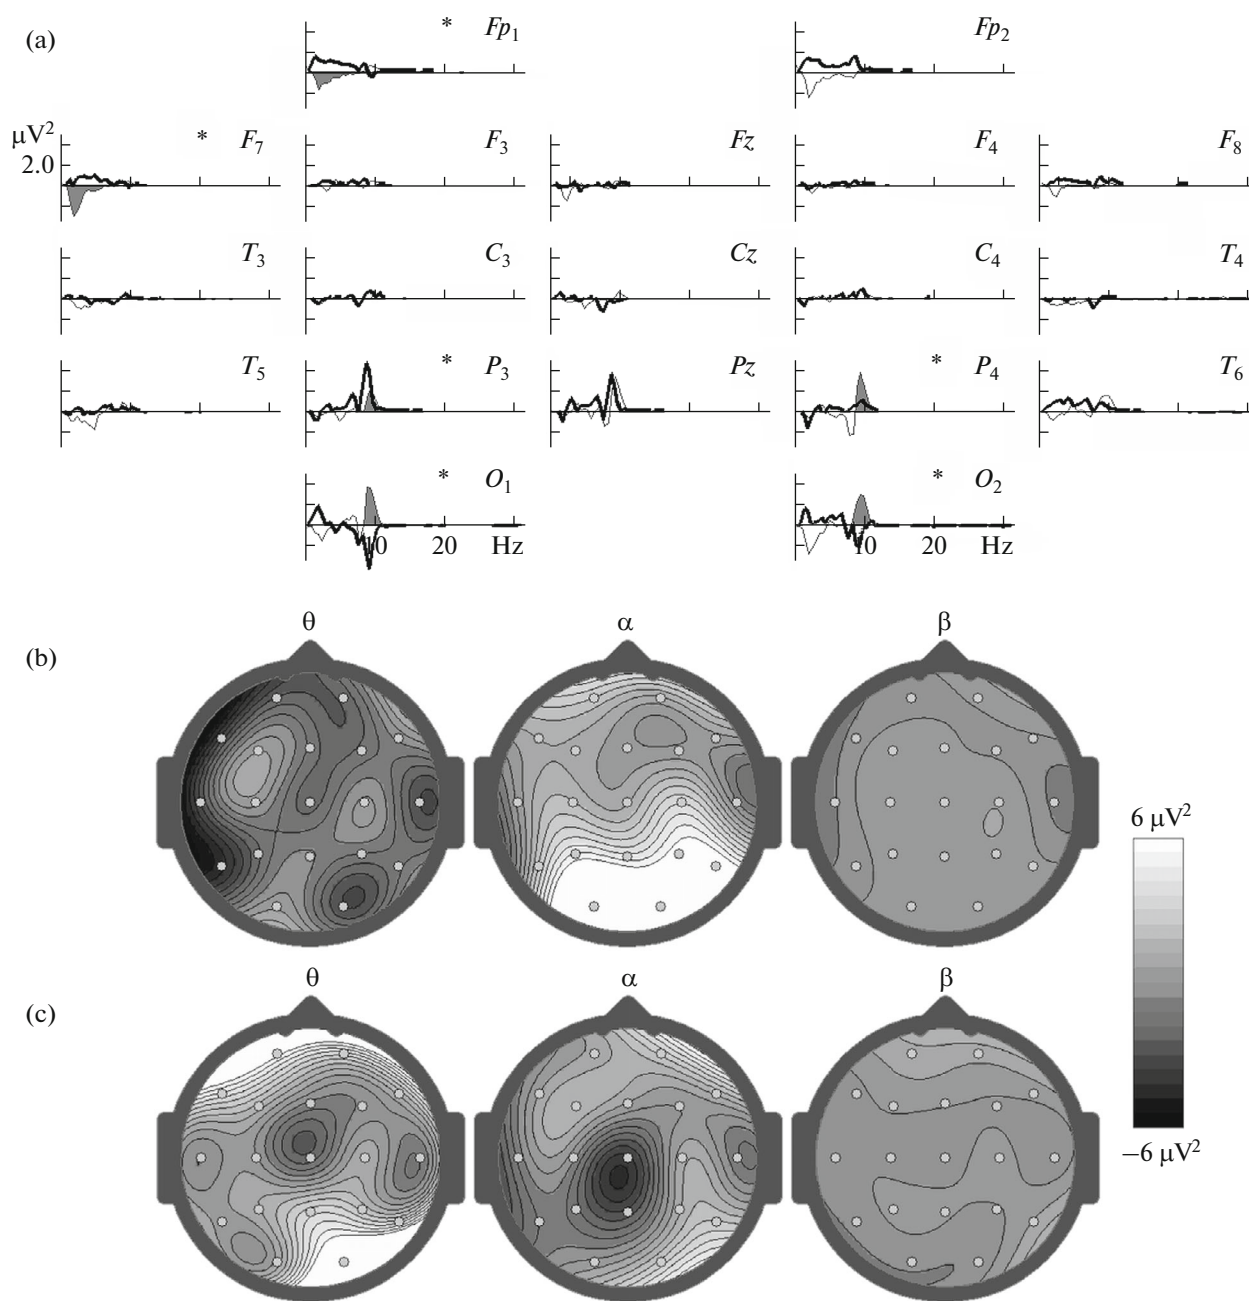 (a)
* Fp₁
Fp₂
μV²
2.0
* F₇
F₃
Fz
F₄
F₈
T₃
C₃
Cz
C₄
T₄
T₅
* P₃
Pz
* P₄
T₆
* O₁
* O₂
10 20 Hz
10 20 Hz
(b)
θ α β
6 μV²
−6 μV²
(c)
θ α β